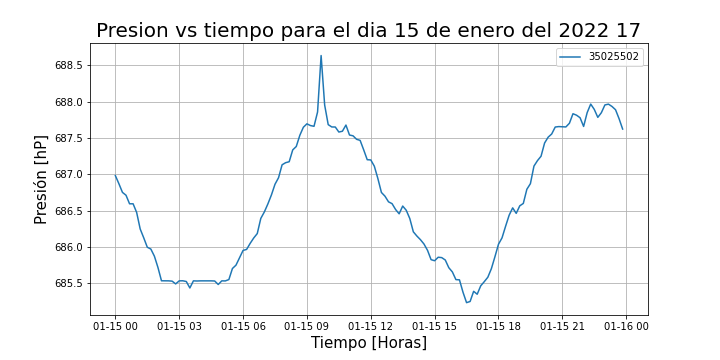 Presion vs tiempo para el dia 15 de enero del 2022 17
35025502
Presión [hP]
688.5
688.0
687.5
687.0
686.5
686.0
685.5
01-15 00 01-15 03 01-15 06 01-15 09 01-15 12 01-15 15 01-15 18 01-15 21 01-16 00
Tiempo [Horas]